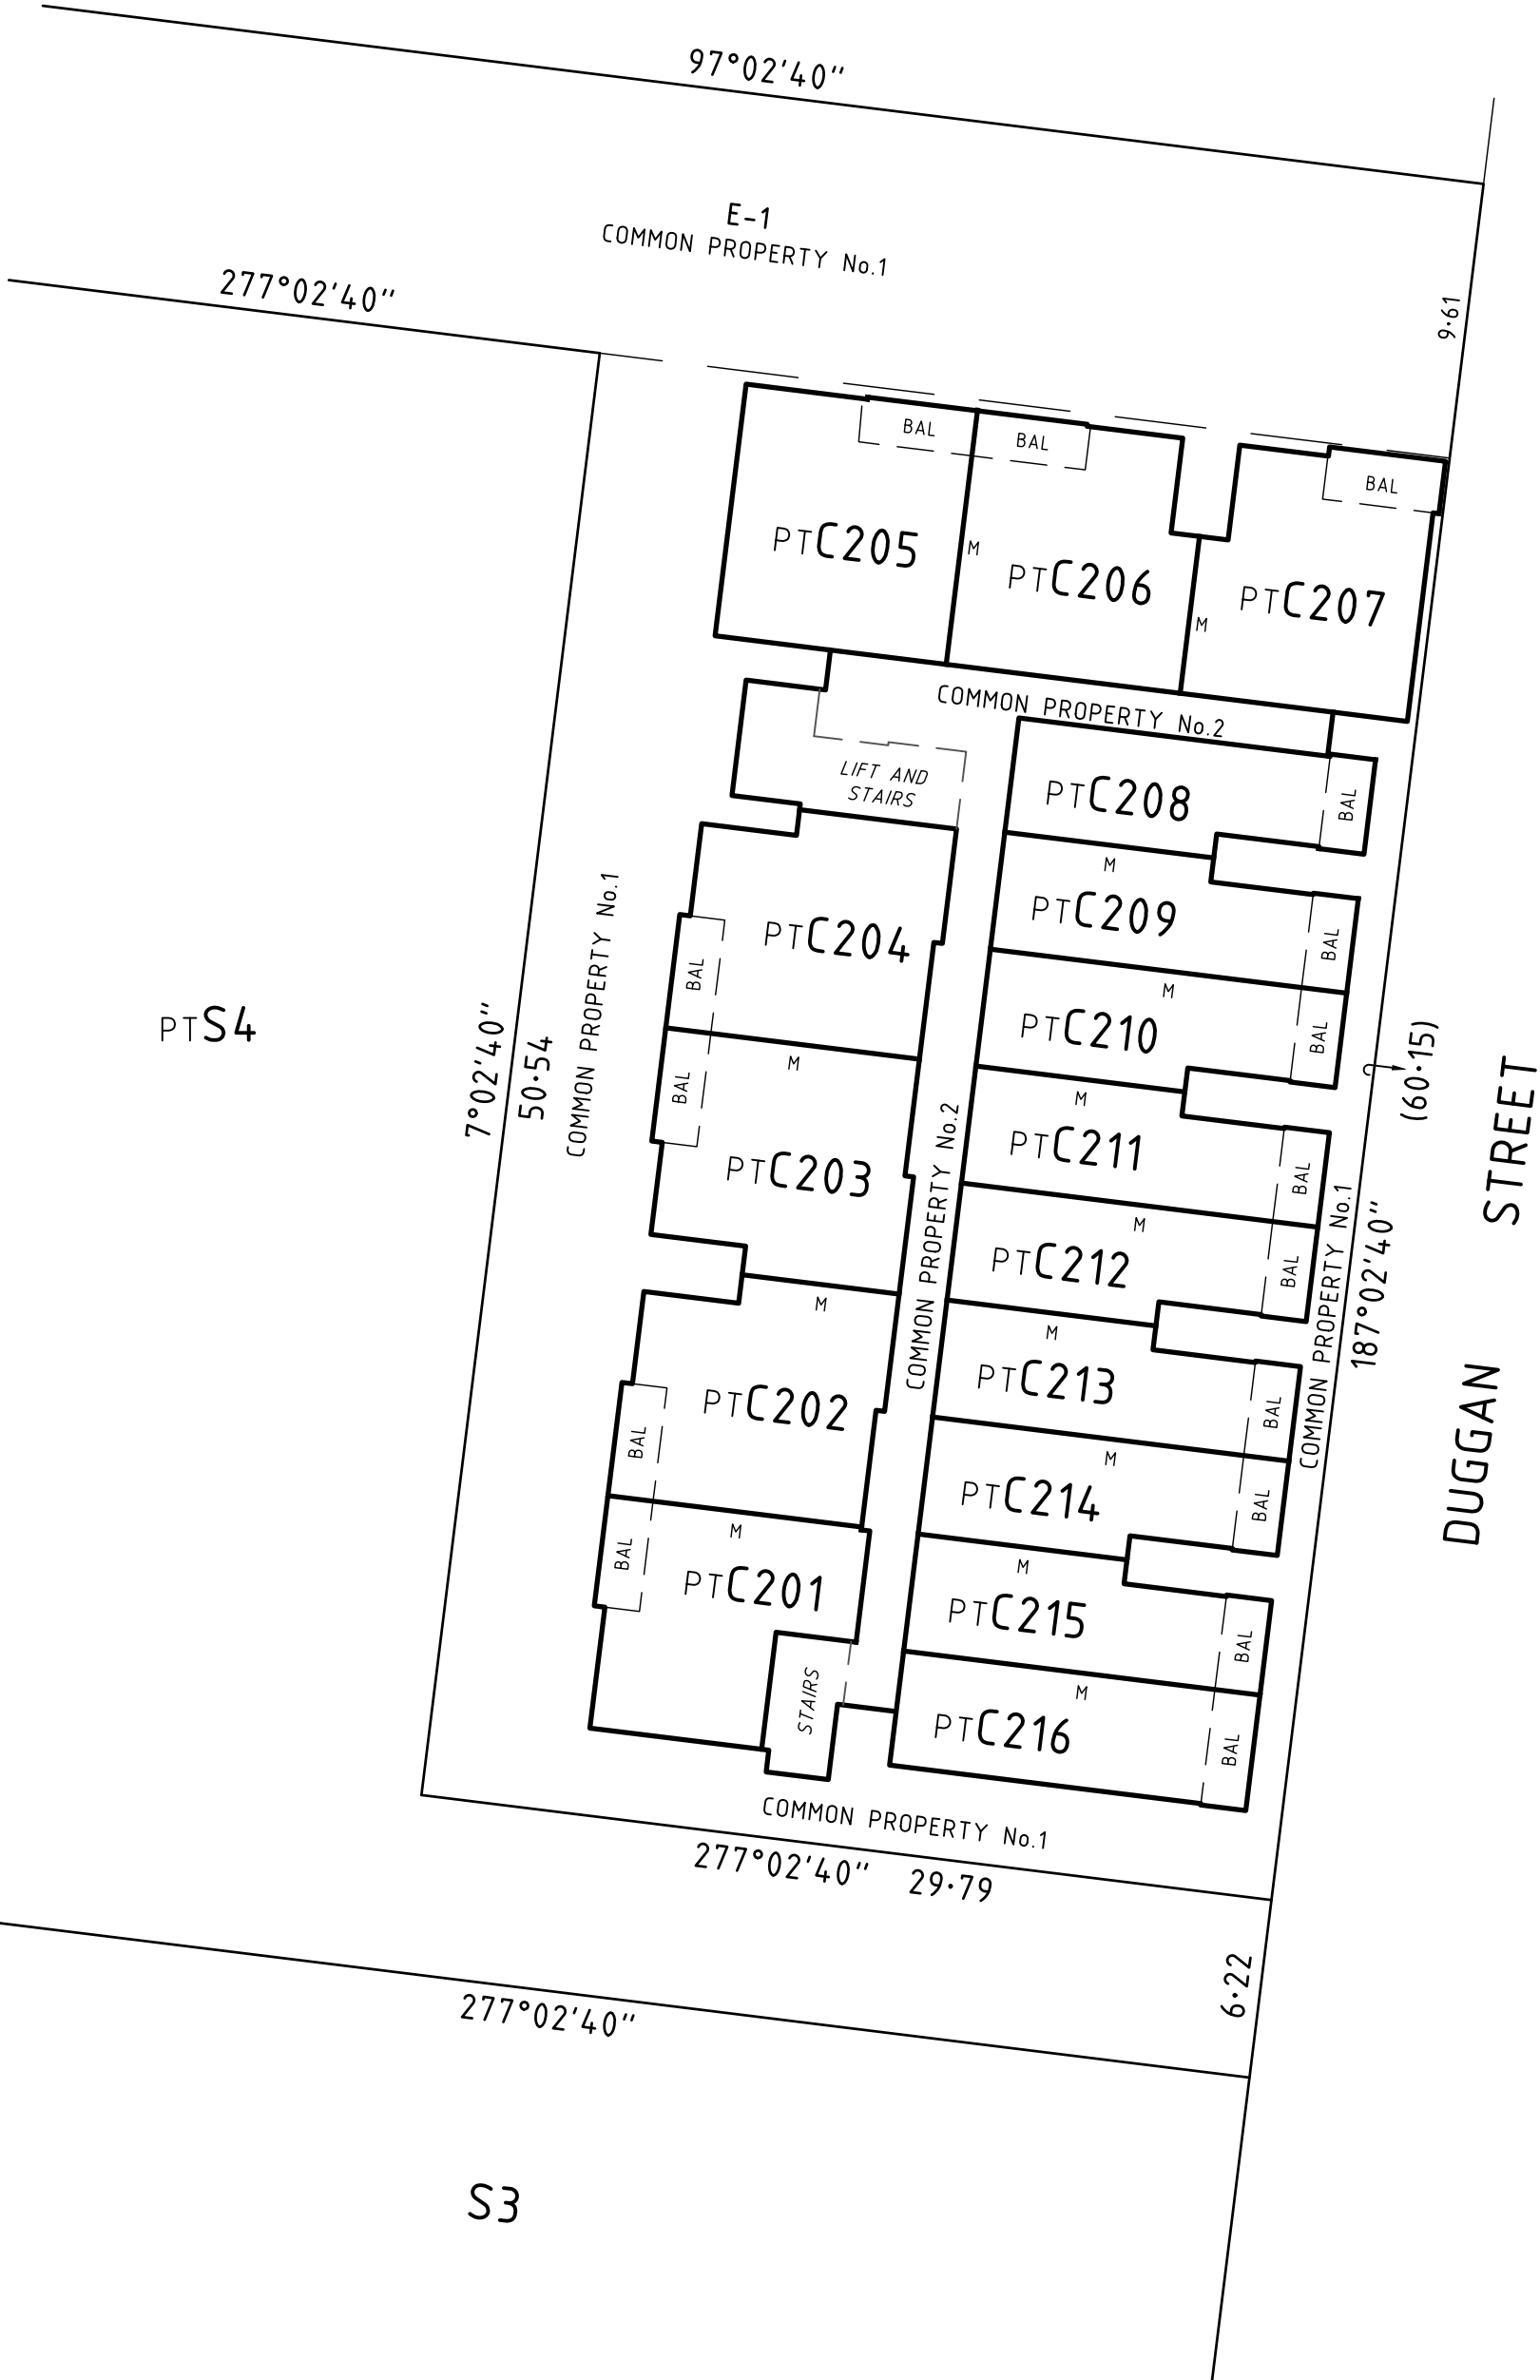 97°02'40"
E-1
COMMON PROPERTY No.1
277°02'40"
9·61
BAL
BAL
BAL
PTC205
M
PTC206
M
PTC207
COMMON PROPERTY No.2
LIFT AND
STAIRS
PTC208
BAL
M
PTC209
BAL
PTC204
BAL
COMMON PROPERTY No.1
M
PTC210
BAL
PTS4
7°02'40"
50·54
M
BAL
PTC203
M
PTC211
BAL
(60·15)
DUGGAN STREET
COMMON PROPERTY No.2
M
PTC212
BAL
COMMON PROPERTY No.1
187°02'40"
M
PTC202
BAL
M
PTC213
BAL
M
PTC214
BAL
M
PTC201
BAL
M
PTC215
BAL
STAIRS
M
PTC216
BAL
COMMON PROPERTY No.1
277°02'40" 29·79
6·22
277°02'40"
S3